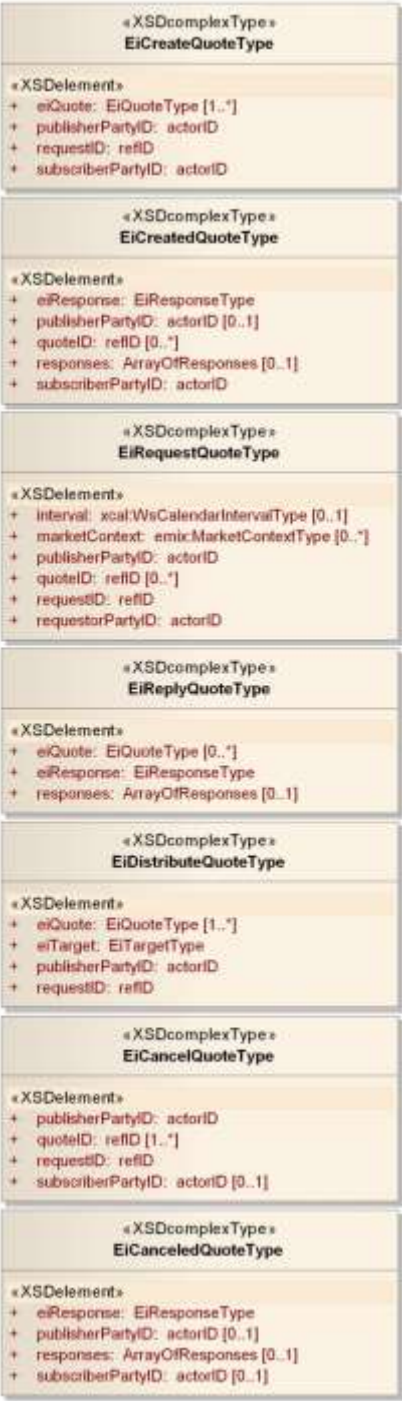 «XSDcomplexType»
EiCreateQuoteType
«XSDelement»
+ eiQuote: EiQuoteType [1..*]
+ publisherPartyID: actorID
+ requestID: refID
+ subscriberPartyID: actorID
«XSDcomplexType»
EiCreatedQuoteType
«XSDelement»
+ eiResponse: EiResponseType
+ publisherPartyID: actorID [0..1]
+ quoteID: refID [0..*]
+ responses: ArrayOfResponses [0..1]
+ subscriberPartyID: actorID
«XSDcomplexType»
EiRequestQuoteType
«XSDelement»
+ interval: xcal:WsCalendarIntervalType [0..1]
+ marketContext: emix:MarketContextType [0..*]
+ publisherPartyID: actorID
+ quoteID: refID [0..*]
+ requestID: refID
+ requestorPartyID: actorID
«XSDcomplexType»
EiReplyQuoteType
«XSDelement»
+ eiQuote: EiQuoteType [0..*]
+ eiResponse: EiResponseType
+ responses: ArrayOfResponses [0..1]
«XSDcomplexType»
EiDistributeQuoteType
«XSDelement»
+ eiQuote: EiQuoteType [1..*]
+ eiTarget: EiTargetType
+ publisherPartyID: actorID
+ requestID: refID
«XSDcomplexType»
EiCancelQuoteType
«XSDelement»
+ publisherPartyID: actorID
+ quoteID: refID [1..*]
+ requestID: refID
+ subscriberPartyID: actorID [0..1]
«XSDcomplexType»
EiCanceledQuoteType
«XSDelement»
+ eiResponse: EiResponseType
+ publisherPartyID: actorID [0..1]
+ responses: ArrayOfResponses [0..1]
+ subscriberPartyID: actorID [0..1]